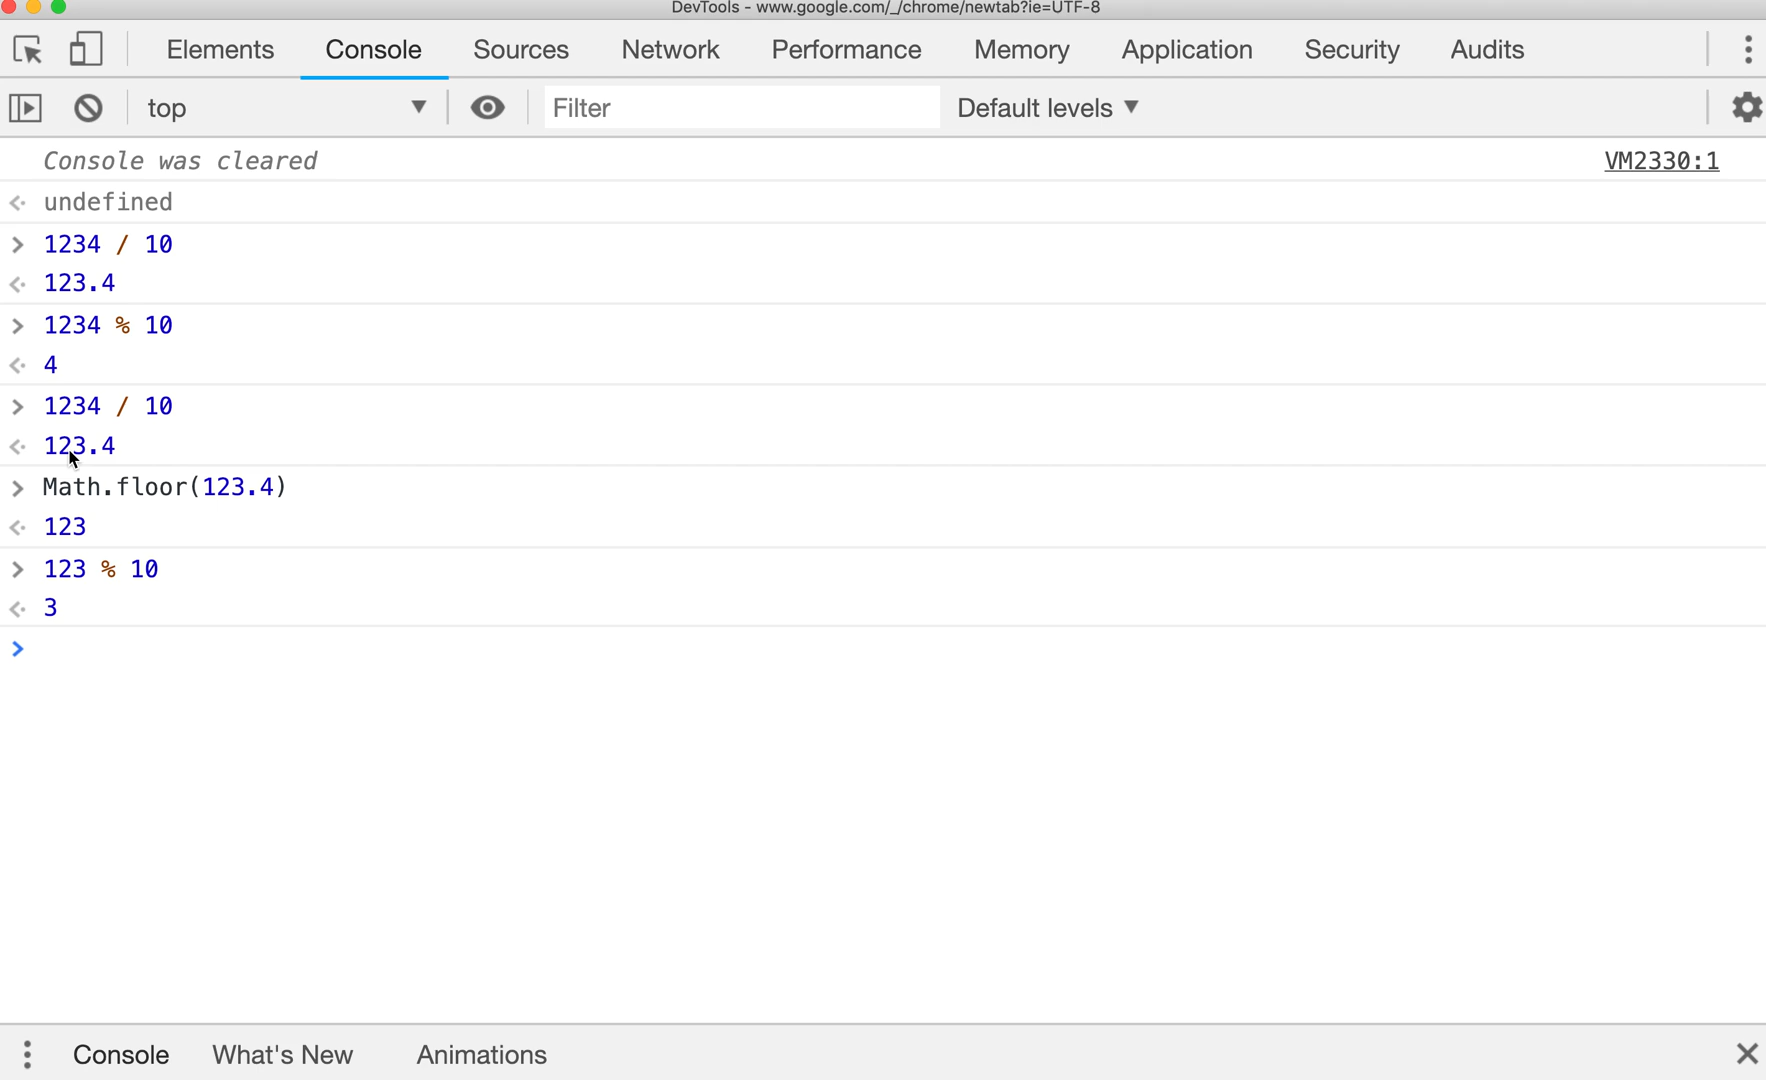 DevTools - www.google.com/_/chrome/newtab?ie=UTF-8
Elements Console Sources Network Performance Memory Application Security Audits
top Filter Default levels
Console was cleared VM2330:1
undefined
> 1234 / 10
123.4
> 1234 % 10
4
> 1234 / 10
123.4
> Math.floor(123.4)
123
> 123 % 10
3
>
Console What's New Animations